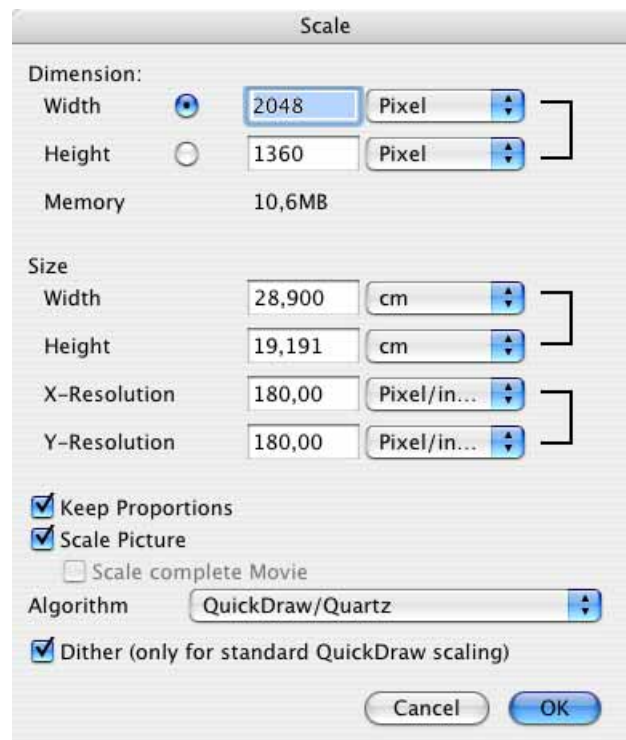 Scale
Dimension:
Width 2048 Pixel
Height 1360 Pixel
Memory 10,6MB
Size
Width 28,900 cm
Height 19,191 cm
X-Resolution 180,00 Pixel/in...
Y-Resolution 180,00 Pixel/in...
Keep Proportions
Scale Picture
Scale complete Movie
Algorithm QuickDraw/Quartz
Dither (only for standard QuickDraw scaling)
Cancel OK